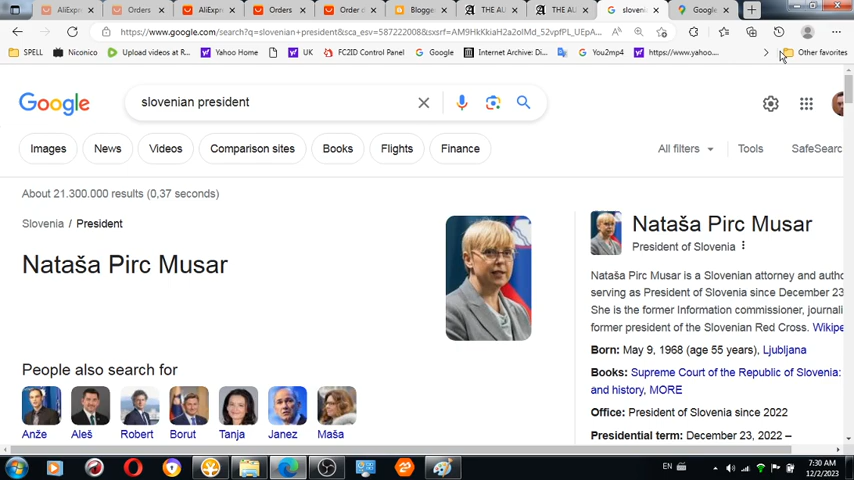 AliExpre
Orders
AliExpr
Orders
Order d
Blogge
THE AU
THE AU
sloveni
Google
https://www.google.com/search?q=slovenian+president&sca_esv=587222008&sxsrf=AM9HkKkiaH2a2olMd_52vpfPL_UEpA...
SPELL
Niconico
Upload videos at R...
Yahoo Home
UK
FC2ID Control Panel
Google
Internet Archive: Di...
You2mp4
https://www.yahoo....
Other favorites
Google
slovenian president
Images
News
Videos
Comparison sites
Books
Flights
Finance
All filters
Tools
SafeSearc
About 21.300.000 results (0,37 seconds)
Slovenia / President
Nataša Pirc Musar
Nataša Pirc Musar
President of Slovenia
Nataša Pirc Musar is a Slovenian attorney and autho
serving as President of Slovenia since December 23
She is the former Information commissioner, journali
former president of the Slovenian Red Cross. Wikipe
Born: May 9, 1968 (age 55 years), Ljubljana
Books: Supreme Court of the Republic of Slovenia:
and history, MORE
Office: President of Slovenia since 2022
Presidential term: December 23, 2022 –
People also search for
Anže
Aleš
Robert
Borut
Tanja
Janez
Maša
EN
7:30 AM
12/2/2023